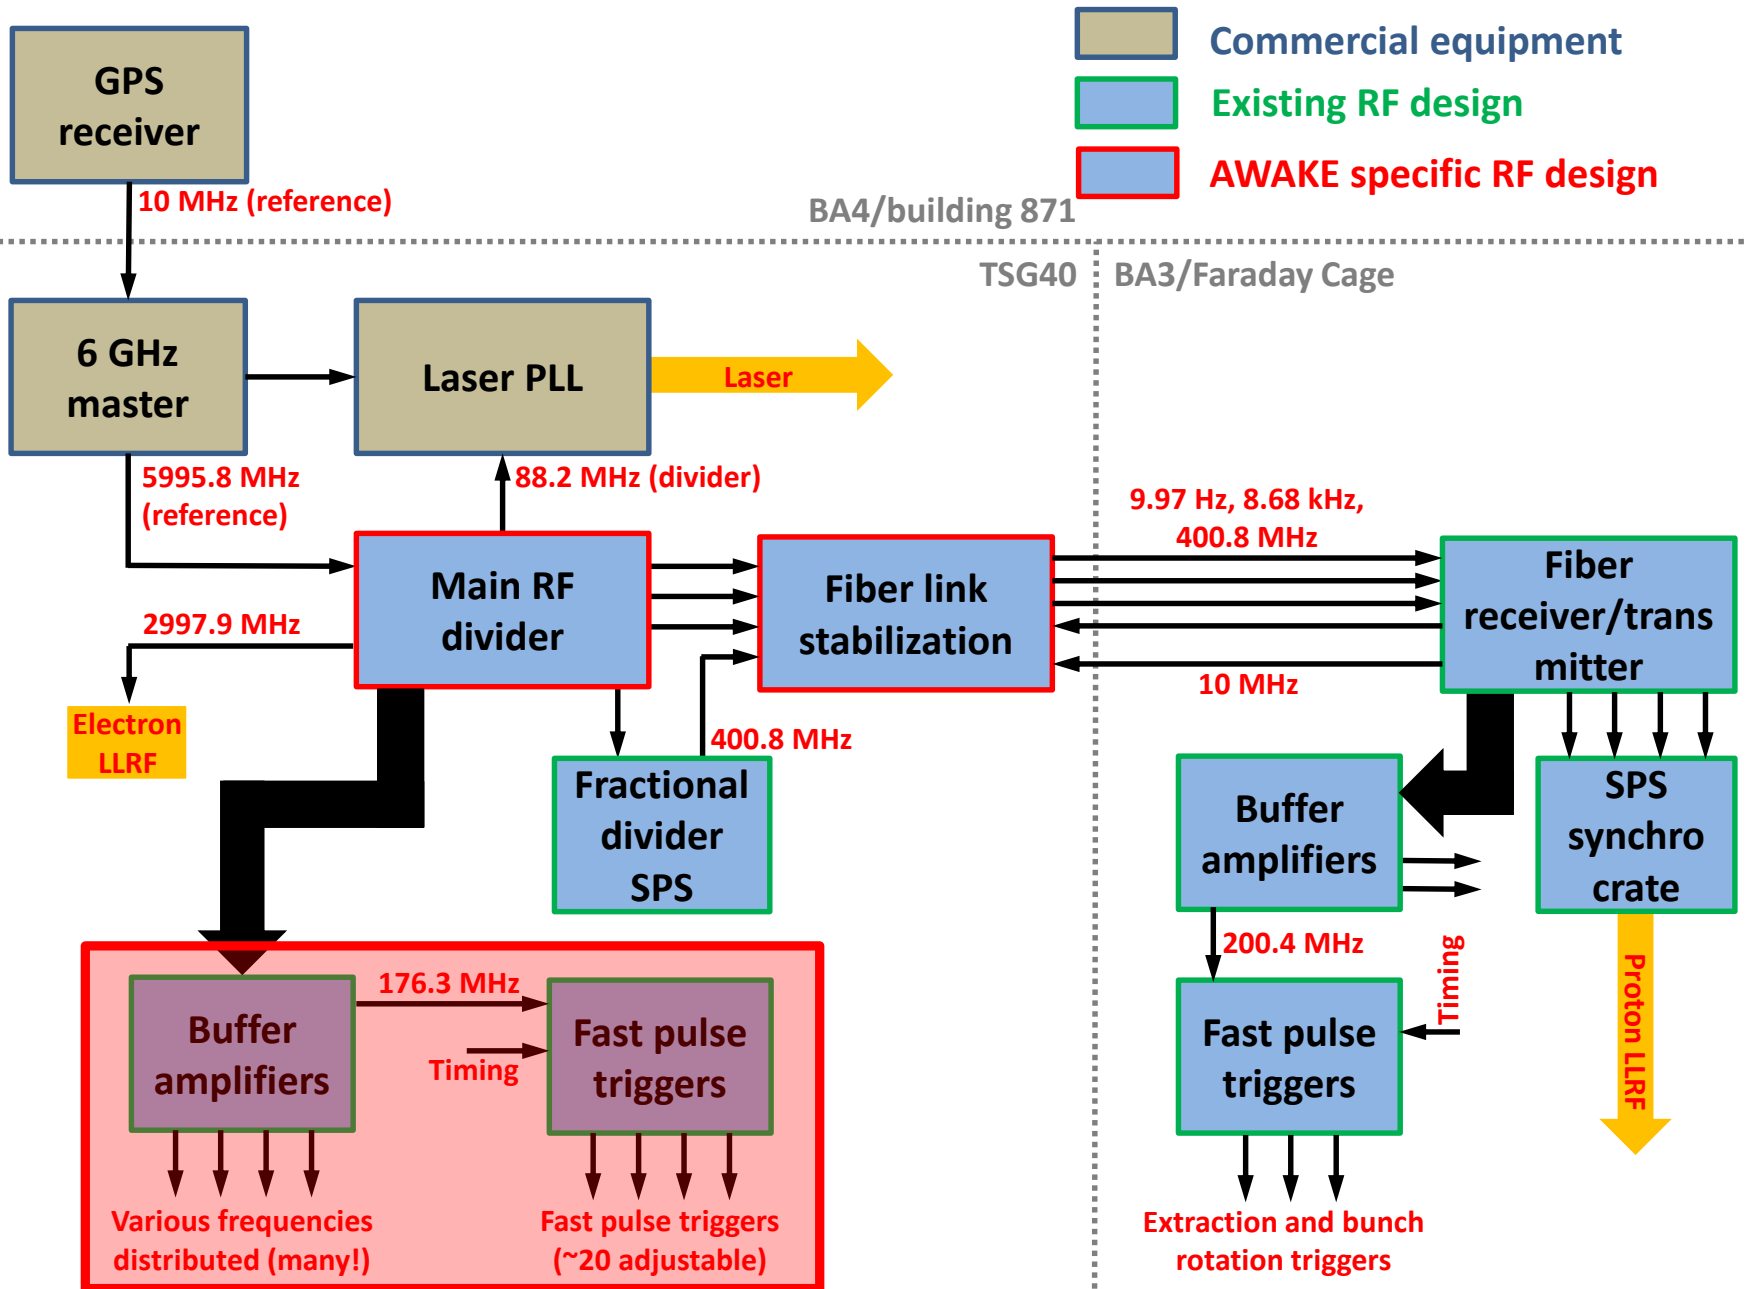 GPS
receiver
Commercial equipment
Existing RF design
AWAKE specific RF design
10 MHz (reference)
BA4/building 871
TSG40
BA3/Faraday Cage
6 GHz
master
Laser PLL
Laser
5995.8 MHz
(reference)
88.2 MHz (divider)
9.97 Hz, 8.68 kHz,
400.8 MHz
Main RF
divider
Fiber link
stabilization
Fiber
receiver/trans
mitter
2997.9 MHz
10 MHz
Electron
LLRF
400.8 MHz
Fractional
divider
SPS
Buffer
amplifiers
SPS
synchro
crate
200.4 MHz
Timing
Proton LLRF
176.3 MHz
Buffer
amplifiers
Timing
Fast pulse
triggers
Fast pulse
triggers
Various frequencies
distributed (many!)
Fast pulse triggers
(~20 adjustable)
Extraction and bunch
rotation triggers